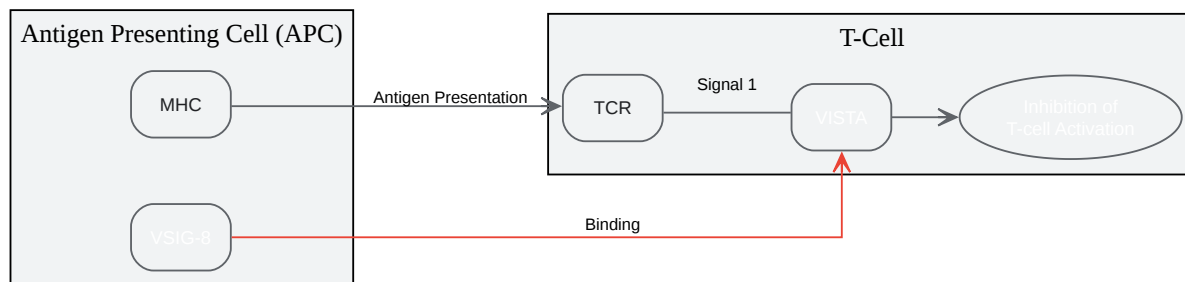 Antigen Presenting Cell (APC)
T-Cell
MHC
Antigen Presentation
TCR
Signal 1
VISTA
Inhibition of
T-cell Activation
VSIG-8
Binding